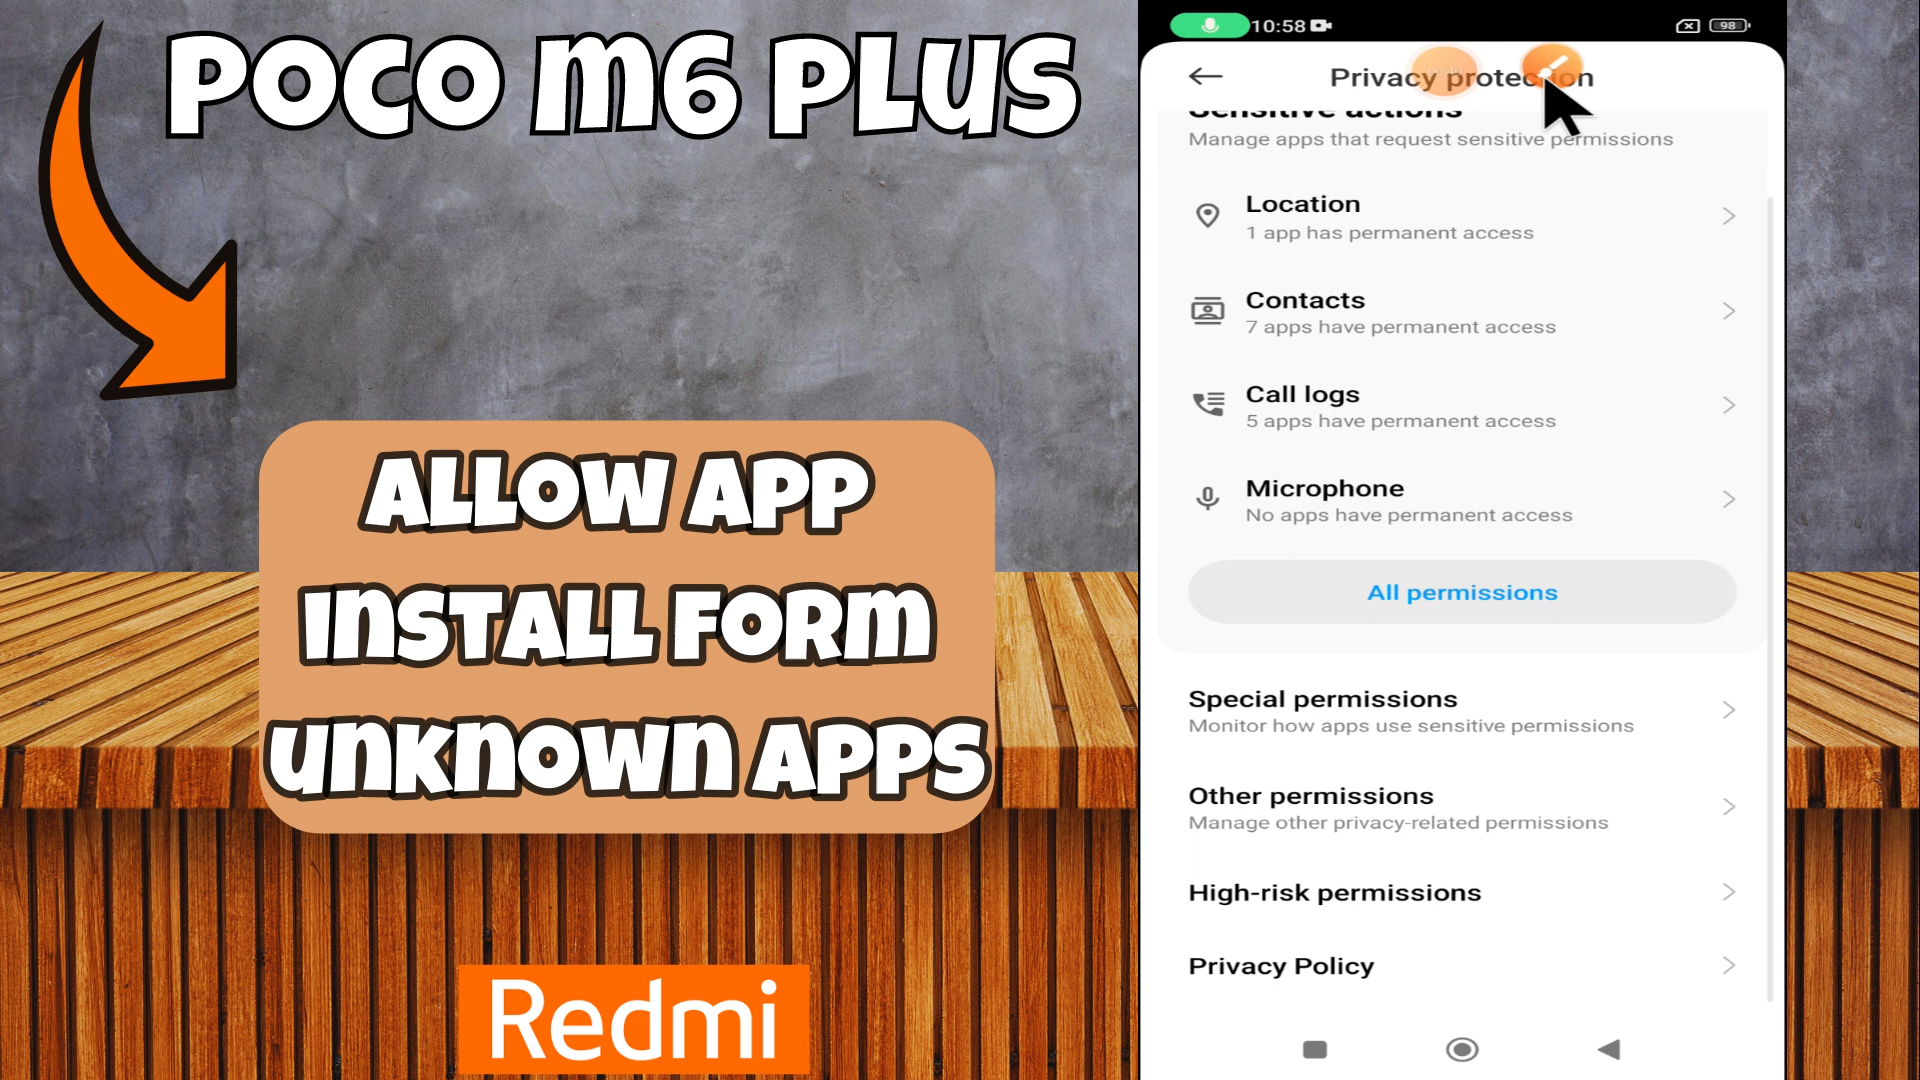 POCO M6 PLUS
ALLOW APP
INSTALL FORM
UNKNOWN APPS
Redmi
10:58
98
Privacy protection
Sensitive actions
Manage apps that request sensitive permissions
Location
1 app has permanent access
Contacts
7 apps have permanent access
Call logs
5 apps have permanent access
Microphone
No apps have permanent access
All permissions
Special permissions
Monitor how apps use sensitive permissions
Other permissions
Manage other privacy-related permissions
High-risk permissions
Privacy Policy